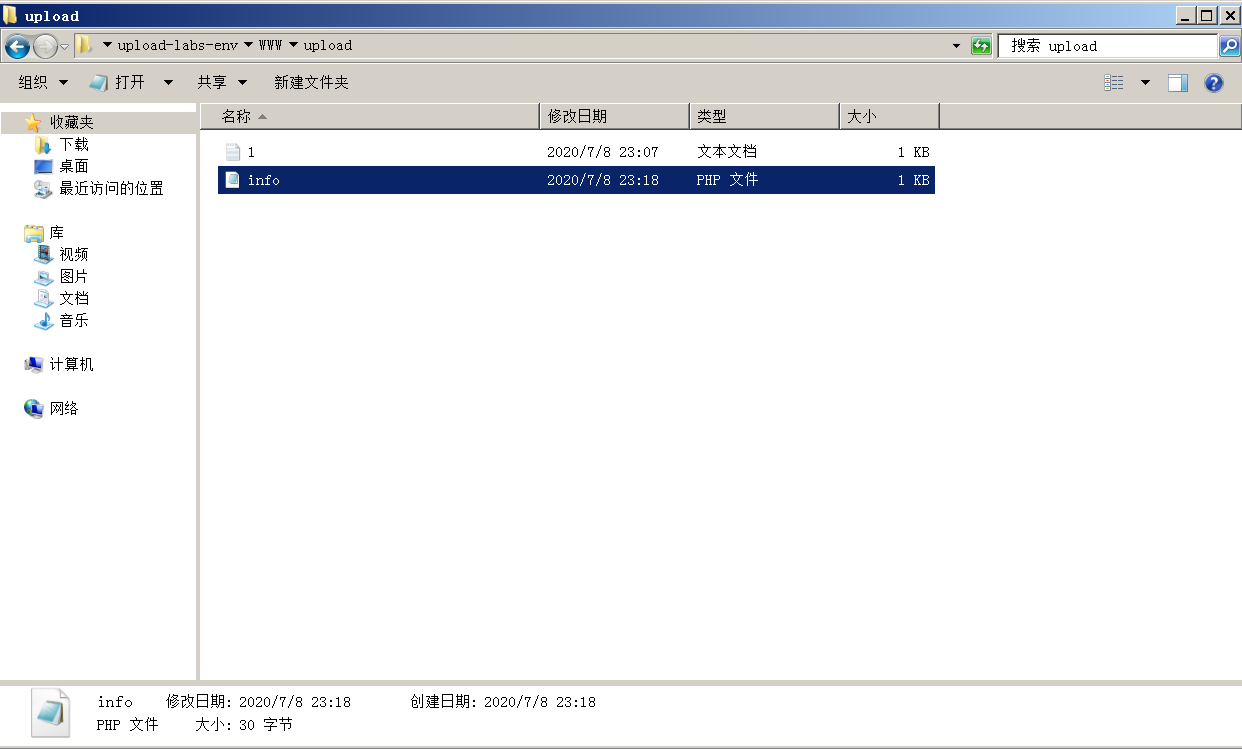 upload
upload-labs-env WWW upload
搜索 upload
组织 打开 共享 新建文件夹
名称 修改日期 类型 大小
收藏夹
下载
桌面
最近访问的位置
库
视频
图片
文档
音乐
计算机
网络
1 2020/7/8 23:07 文本文档 1 KB
info 2020/7/8 23:18 PHP 文件 1 KB
info 修改日期: 2020/7/8 23:18 创建日期: 2020/7/8 23:18
PHP 文件 大小: 30 字节